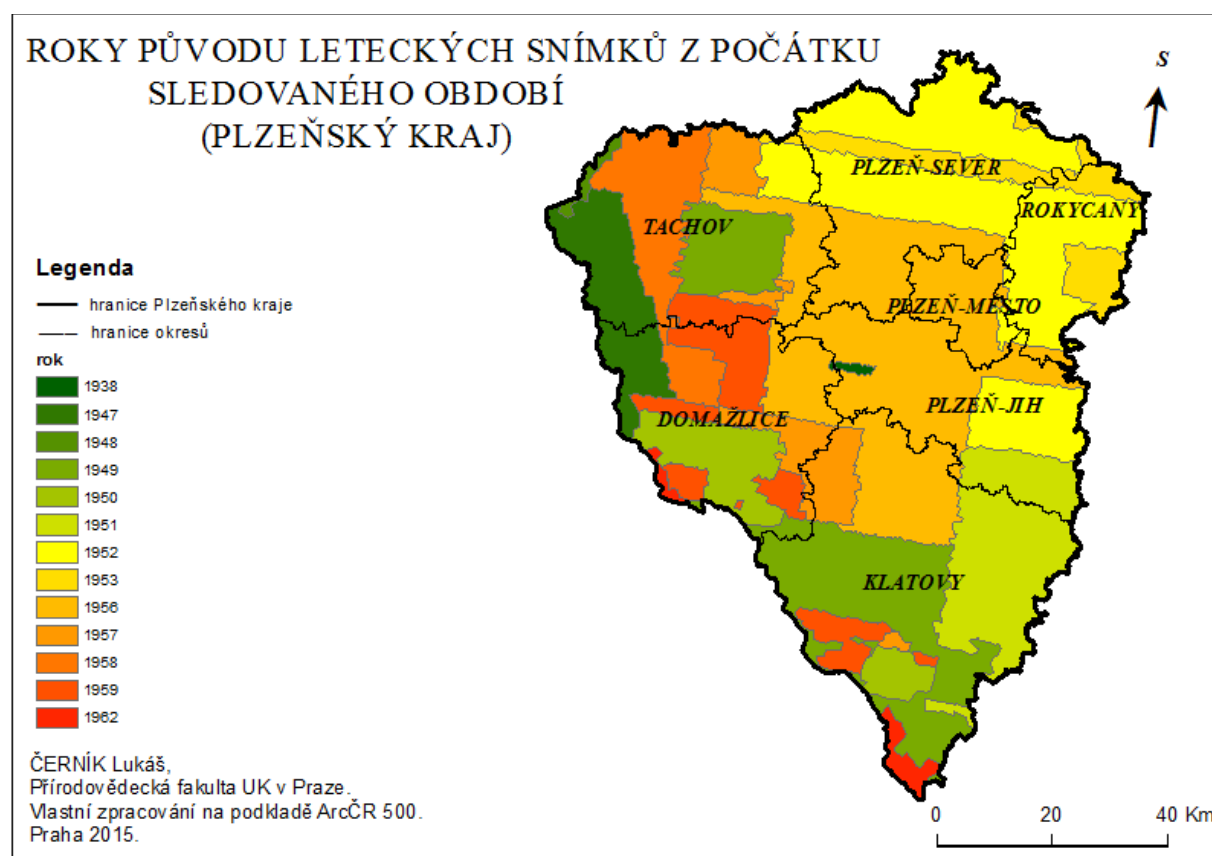 ROKY PŮVODU LETECKÝCH SNÍMKŮ Z POČÁTKU
SLEDOVANÉHO OBDOBÍ
(PLZEŇSKÝ KRAJ)
S
PLZEŇ-SEVER
ROKYCANY
TACHOV
PLZEŇ-MĚSTO
PLZEŇ-JIH
DOMAŽLICE
KLATOVY
Legenda
hranice Plzeňského kraje
hranice okresů
rok
1938
1947
1948
1949
1950
1951
1952
1953
1956
1957
1958
1959
1962
ČERNÍK Lukáš,
Přírodovědecká fakulta UK v Praze.
Vlastní zpracování na podkladě ArcČR 500.
Praha 2015.
0 20 40 Km